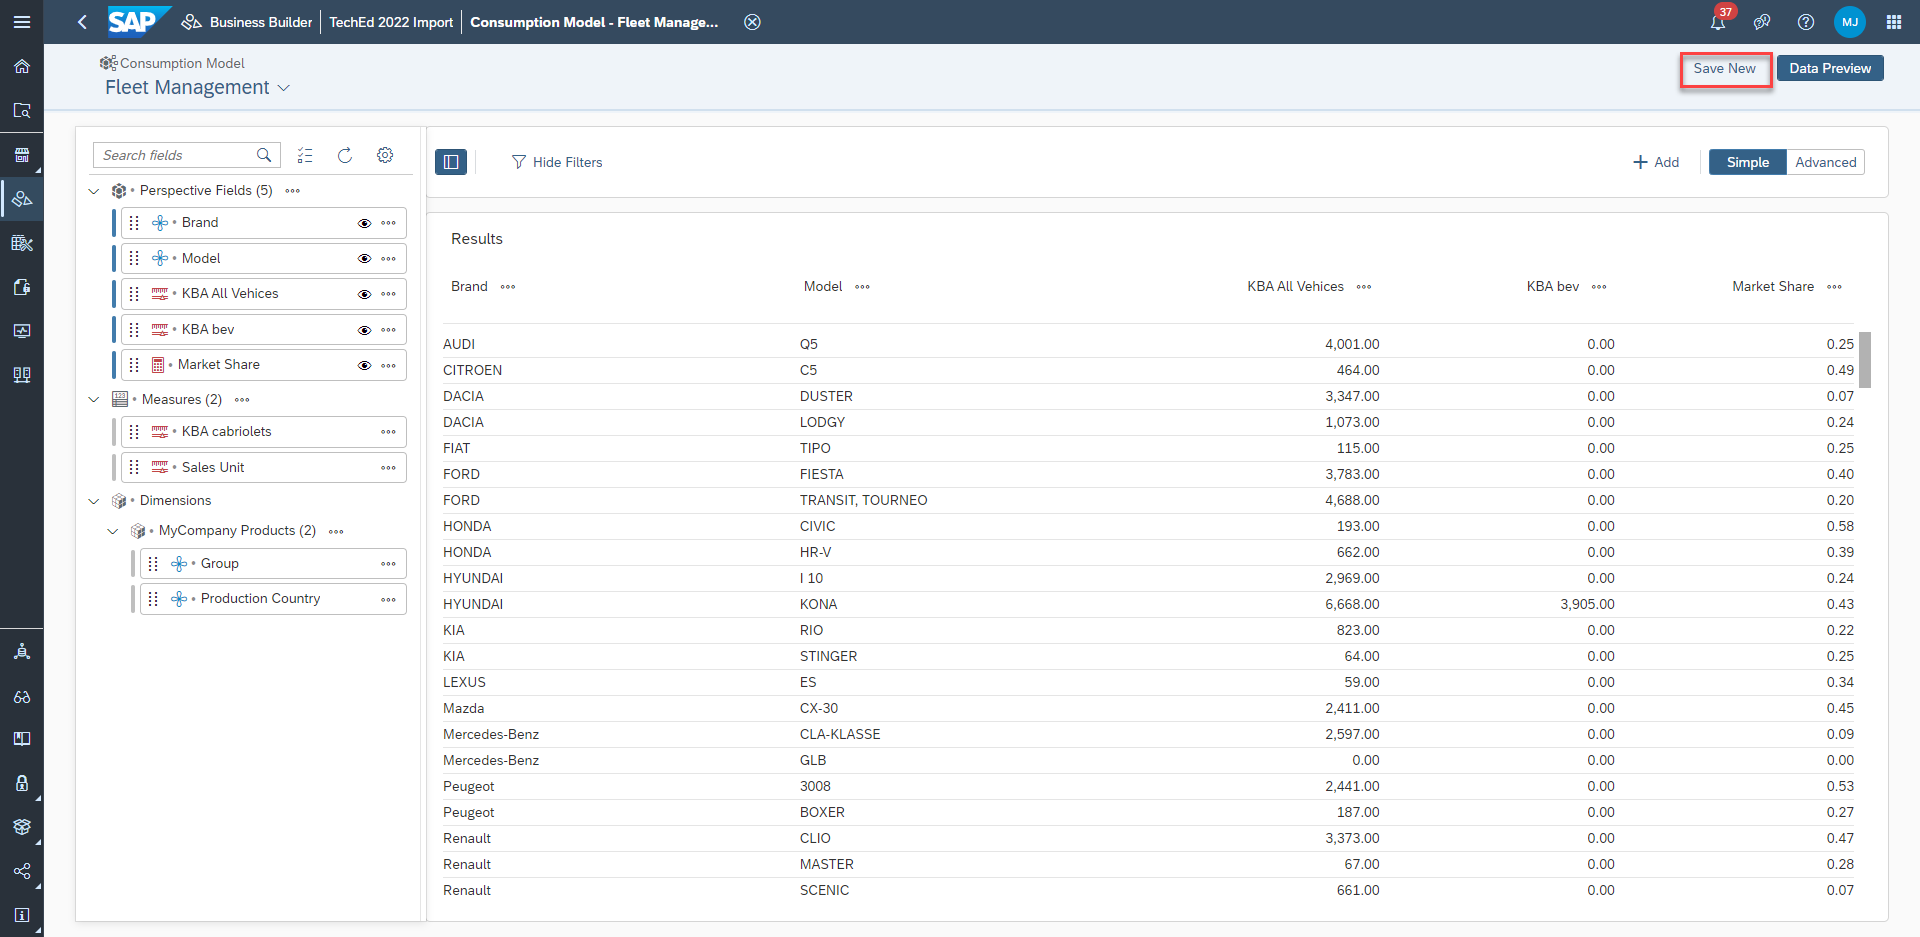 SAP Business Builder TechEd 2022 Import Consumption Model - Fleet Manage... 37 MJ
Consumption Model
Fleet Management
Save New Data Preview
Search fields
Hide Filters
Add Simple Advanced
Perspective Fields (5)
Brand
Model
KBA All Vehices
KBA bev
Market Share
123 Measures (2)
KBA cabriolets
Sales Unit
Dimensions
MyCompany Products (2)
Group
Production Country
Results
Brand Model KBA All Vehices KBA bev Market Share
AUDI Q5 4,001.00 0.00 0.25
CITROEN C5 464.00 0.00 0.49
DACIA DUSTER 3,347.00 0.00 0.07
DACIA LODGY 1,073.00 0.00 0.24
FIAT TIPO 115.00 0.00 0.25
FORD FIESTA 3,783.00 0.00 0.40
FORD TRANSIT, TOURNEO 4,688.00 0.00 0.20
HONDA CIVIC 193.00 0.00 0.58
HONDA HR-V 662.00 0.00 0.39
HYUNDAI I 10 2,969.00 0.00 0.24
HYUNDAI KONA 6,668.00 3,905.00 0.43
KIA RIO 823.00 0.00 0.22
KIA STINGER 64.00 0.00 0.25
LEXUS ES 59.00 0.00 0.34
Mazda CX-30 2,411.00 0.00 0.45
Mercedes-Benz CLA-KLASSE 2,597.00 0.00 0.09
Mercedes-Benz GLB 0.00 0.00 0.00
Peugeot 3008 2,441.00 0.00 0.53
Peugeot BOXER 187.00 0.00 0.27
Renault CLIO 3,373.00 0.00 0.47
Renault MASTER 67.00 0.00 0.28
Renault SCENIC 661.00 0.00 0.07